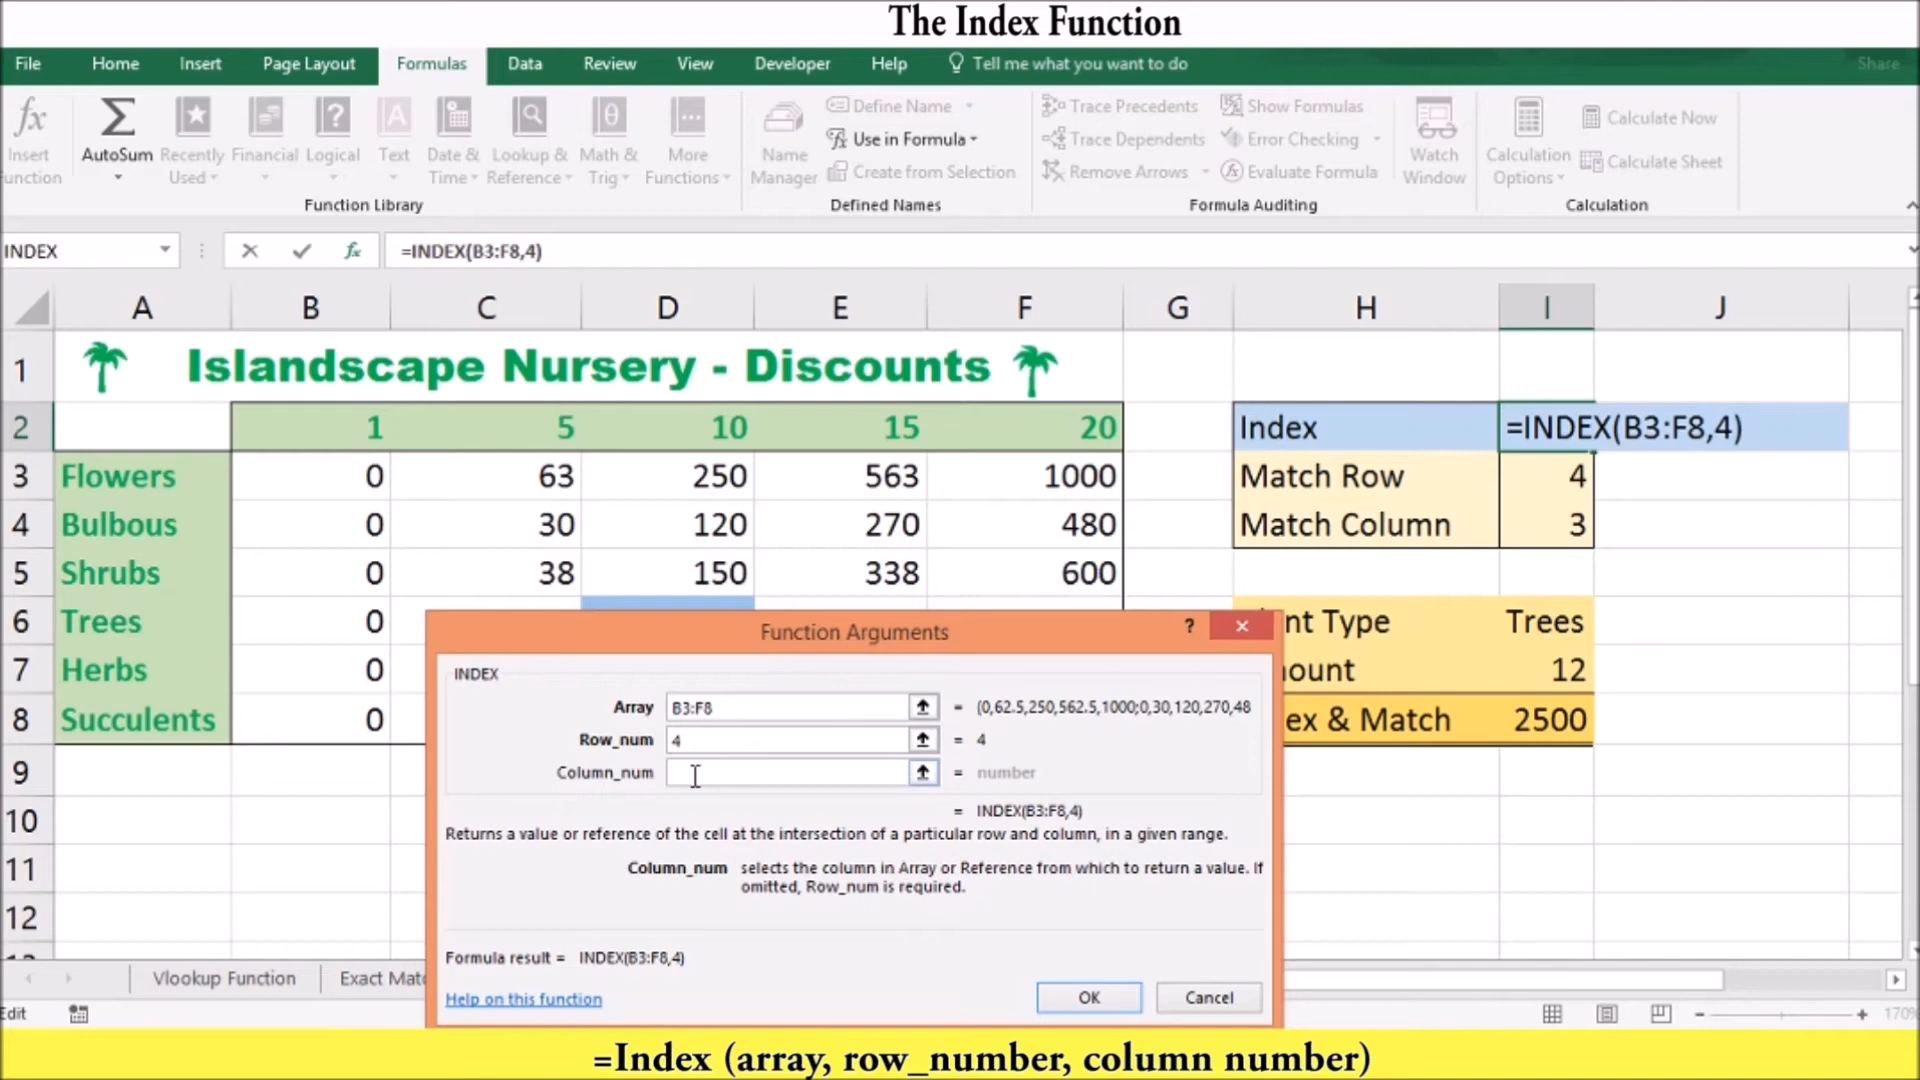 The Index Function
File Home Insert Page Layout Formulas Data Review View Developer Help Tell me what you want to do Share
Insert AutoSum Recently Financial Logical Text Date & Lookup & Math & More
unction Used Time Reference Trig Functions
Function Library
Name
Manager
Define Name
Use in Formula
Create from Selection
Defined Names
Trace Precedents Show Formulas
Trace Dependents Error Checking
Remove Arrows Evaluate Formula
Formula Auditing
Watch
Window
Calculation
Options
Calculate Now
Calculate Sheet
Calculation
INDEX fx =INDEX(B3:F8,4)
A B C D E F G H I J
1 Islandscape Nursery - Discounts
2 1 5 10 15 20 Index =INDEX(B3:F8,4)
3 Flowers 0 63 250 563 1000 Match Row 4
4 Bulbous 0 30 120 270 480 Match Column 3
5 Shrubs 0 38 150 338 600
6 Trees 0 nt Type Trees
7 Herbs 0 ount 12
8 Succulents 0 ex & Match 2500
9
10
11
12
Function Arguments ?
INDEX
Array B3:F8 = {0,62.5,250,562.5,1000;0,30,120,270,48
Row_num 4 = 4
Column_num = number
= INDEX(B3:F8,4)
Returns a value or reference of the cell at the intersection of a particular row and column, in a given range.
Column_num selects the column in Array or Reference from which to return a value. If
omitted, Row_num is required.
Formula result = INDEX(B3:F8,4)
Help on this function OK Cancel
Vlookup Function Exact Matc
Edit 170%
=Index (array, row_number, column number)